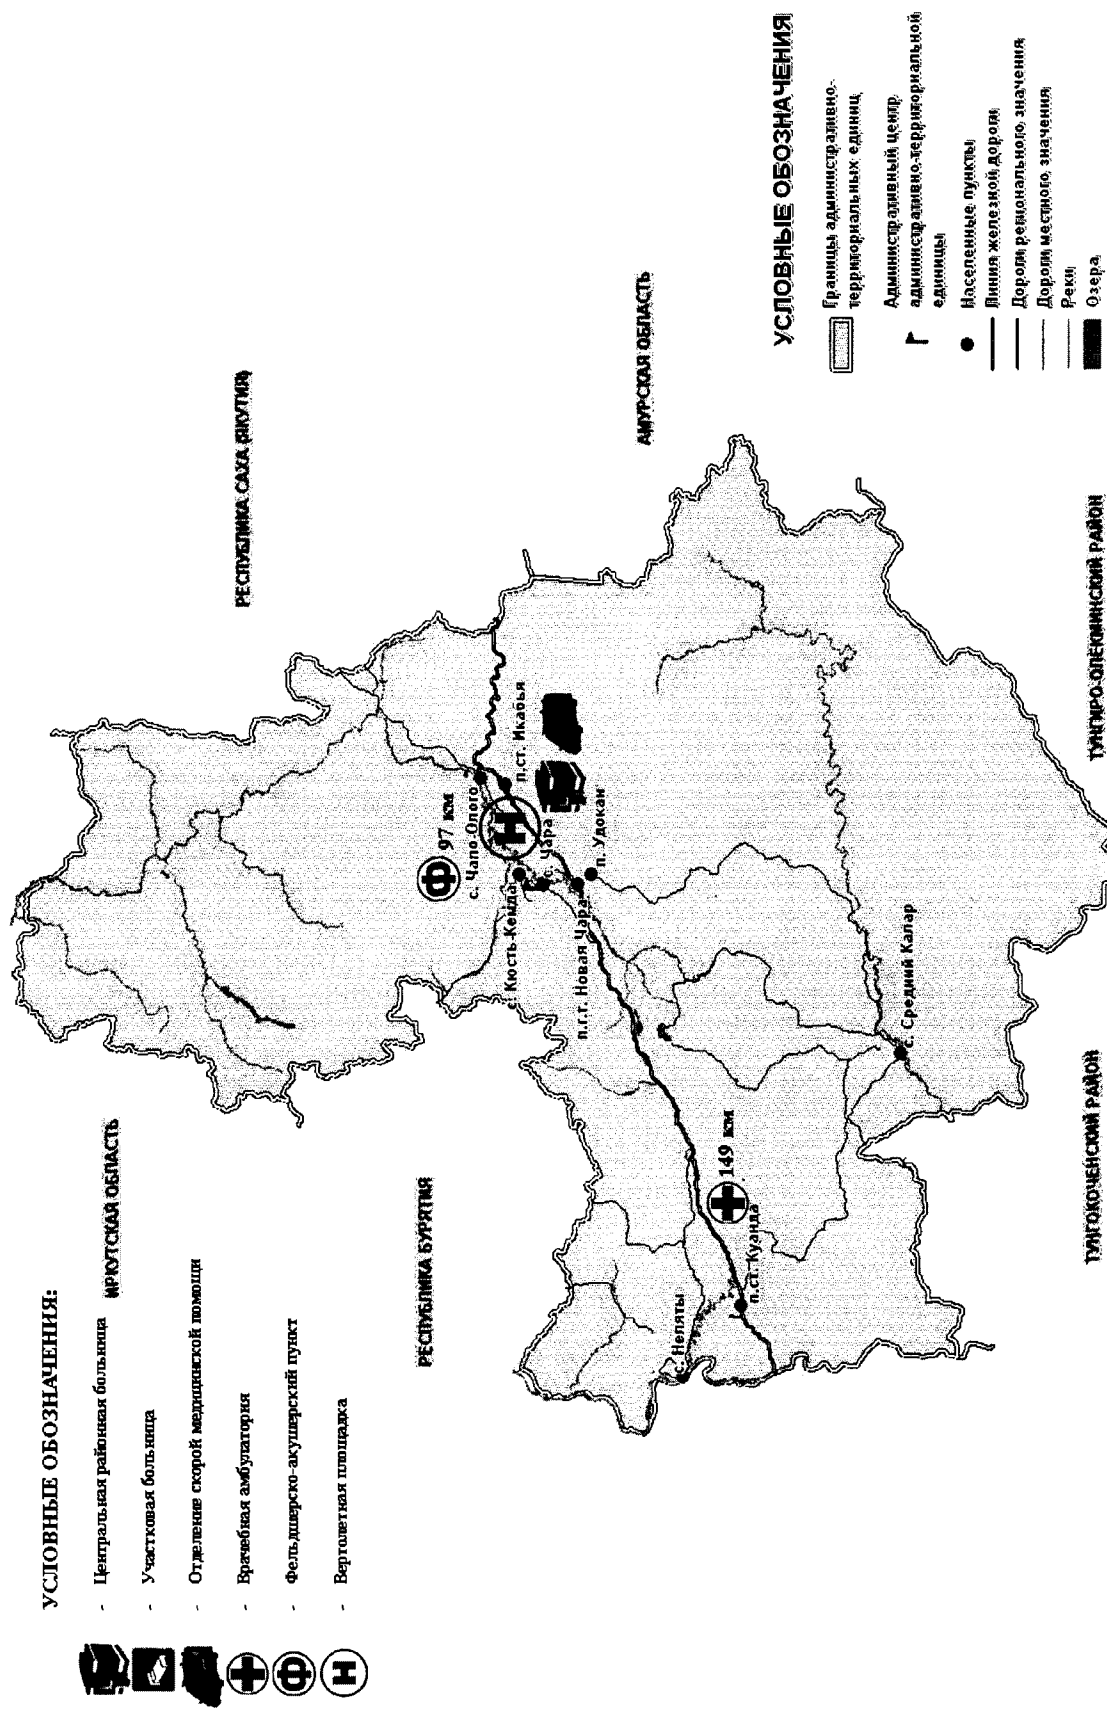 УСЛОВНЫЕ ОБОЗНАЧЕНИЯ:
- Центральная районная больница
- Участковая больница
- Отделение скорой медицинской помощи
- Врачебная амбулатория
Ф - Фельдшерско-акушерский пункт
Н - Вертолетная площадка
ИРКУТСКАЯ ОБЛАСТЬ
РЕСПУБЛИКА САХА (ЯКУТИЯ)
РЕСПУБЛИКА БУРЯТИЯ
АМУРСКАЯ ОБЛАСТЬ
Ф 97 км
с. Чапо-Олого
п.ст. Икабья
Н
с. Кюсть-Кемда
с. Чара
п.г.т. Новая Чара
п. Удокан
с. Неляты
149 км
п.ст. Куанда
с. Средний Калар
ТУНГОКОЧЕНСКИЙ РАЙОН
ТУНГИРО-ОЛЕКМИНСКИЙ РАЙОН
УСЛОВНЫЕ ОБОЗНАЧЕНИЯ
Границы административно-
территориальных единиц
Административный центр
административно-территориальной
единицы
Населенные пункты
Линия железной дороги
Дороги регионального значения
Дороги местного значения
Реки
Озера